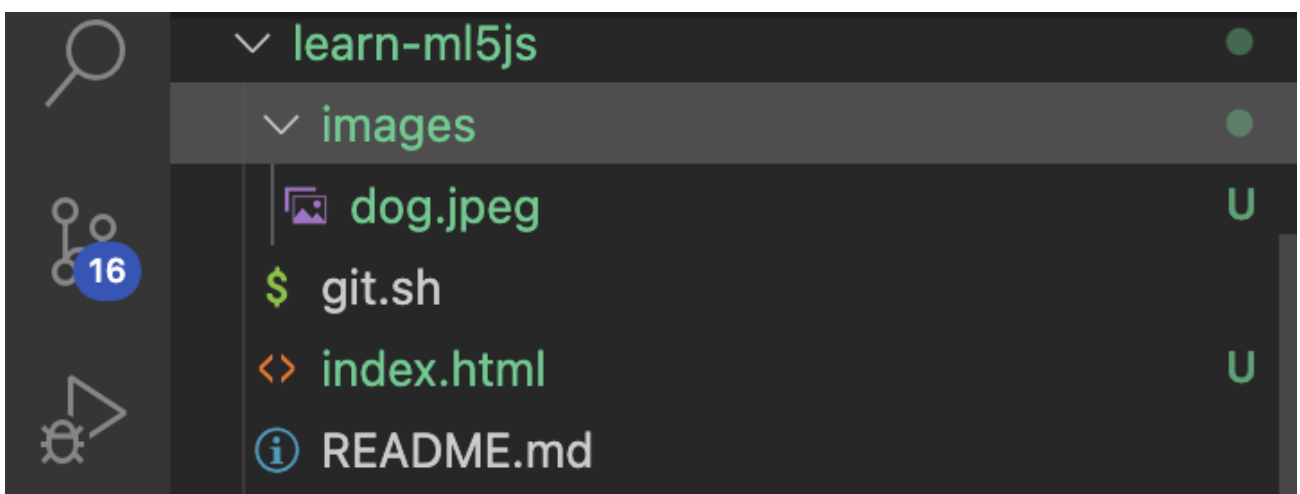 learn-ml5js
images
dog.jpeg U
16
$ git.sh
<> index.html U
README.md